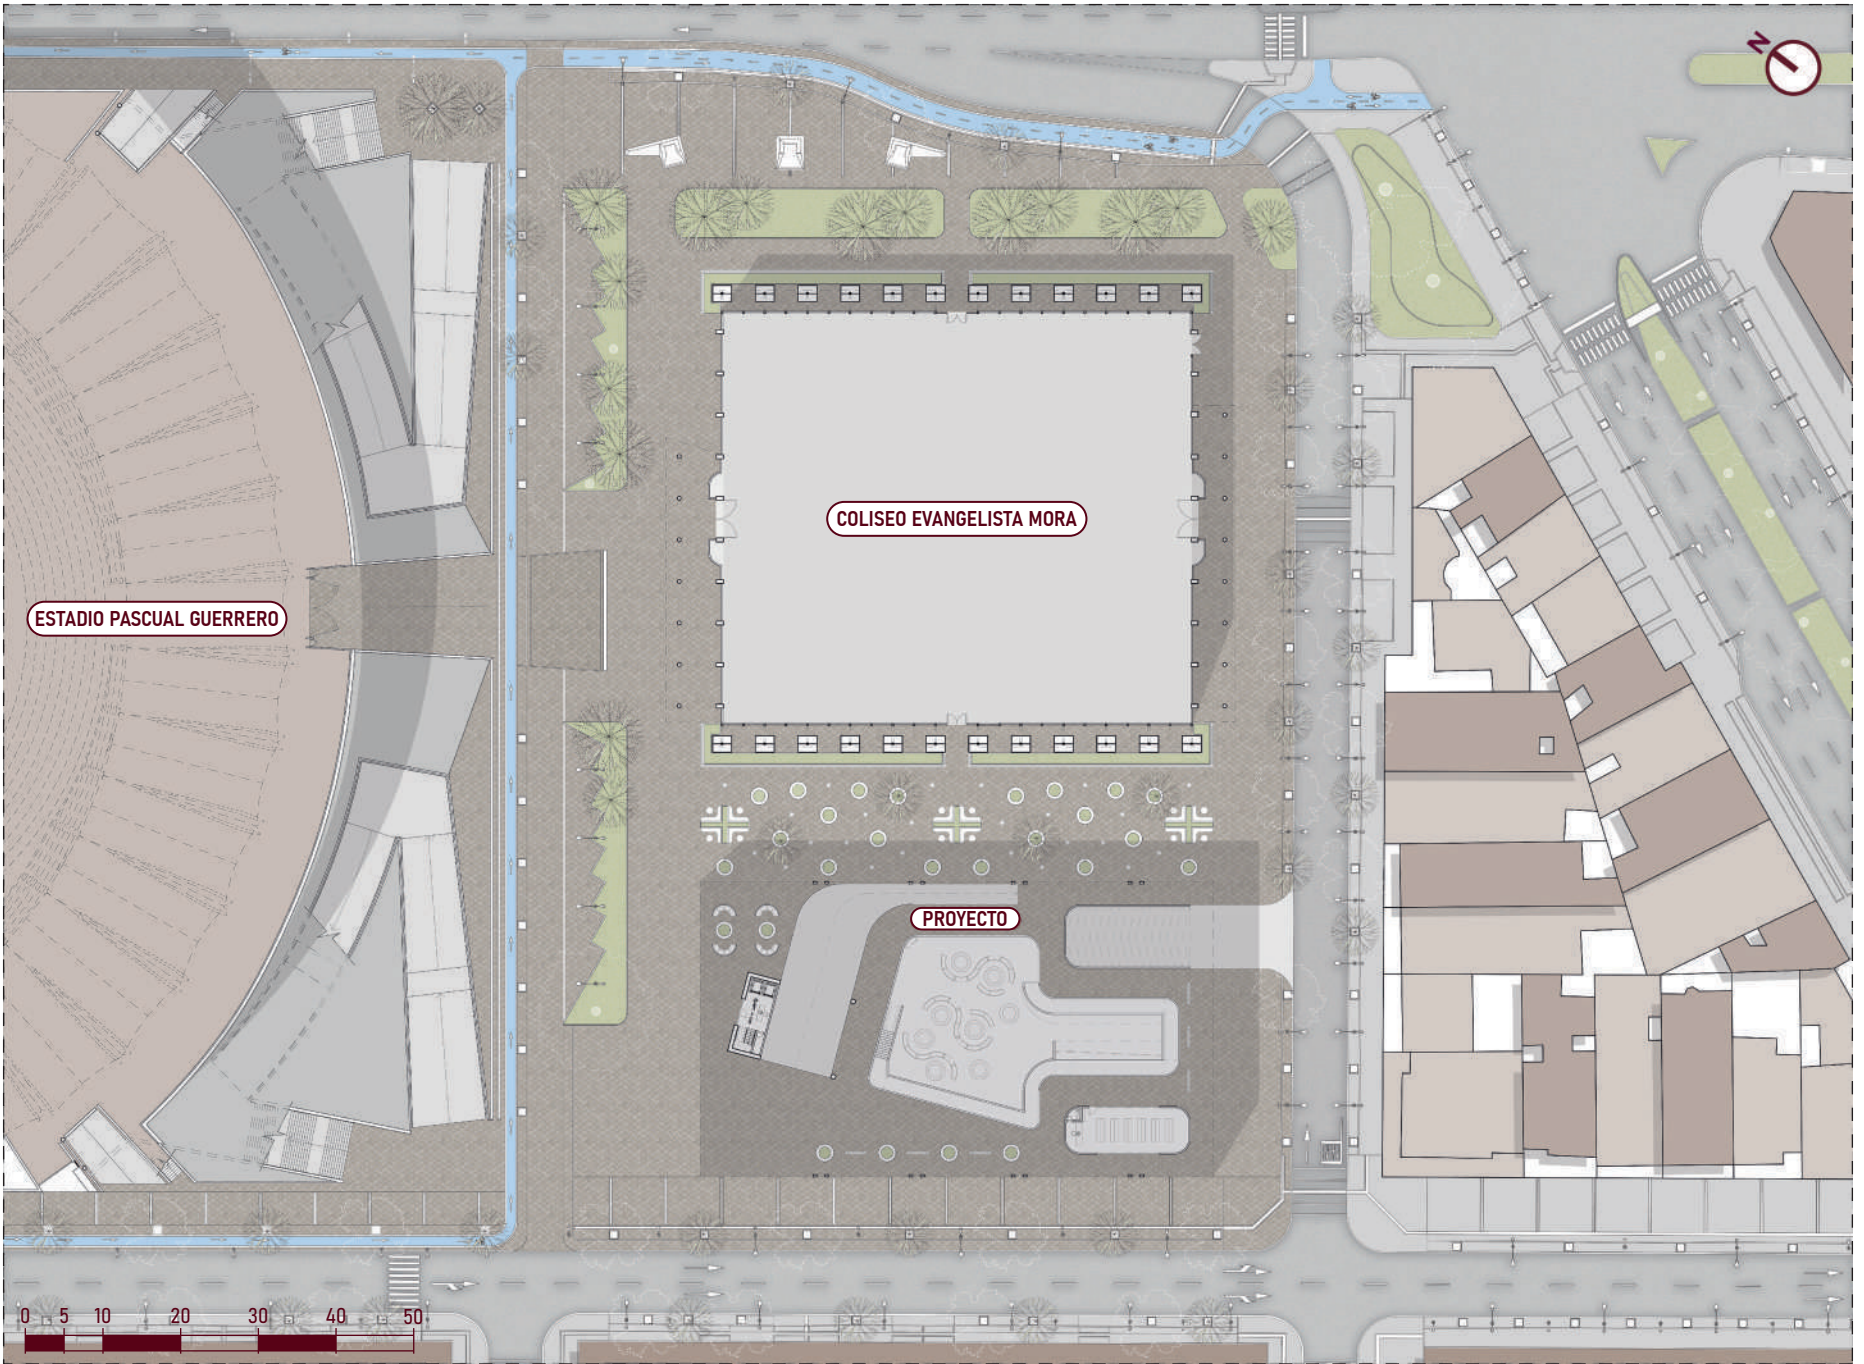 N
COLISEO EVANGELISTA MORA
ESTADIO PASCUAL GUERRERO
PROYECTO
0 5 10 20 30 40 50